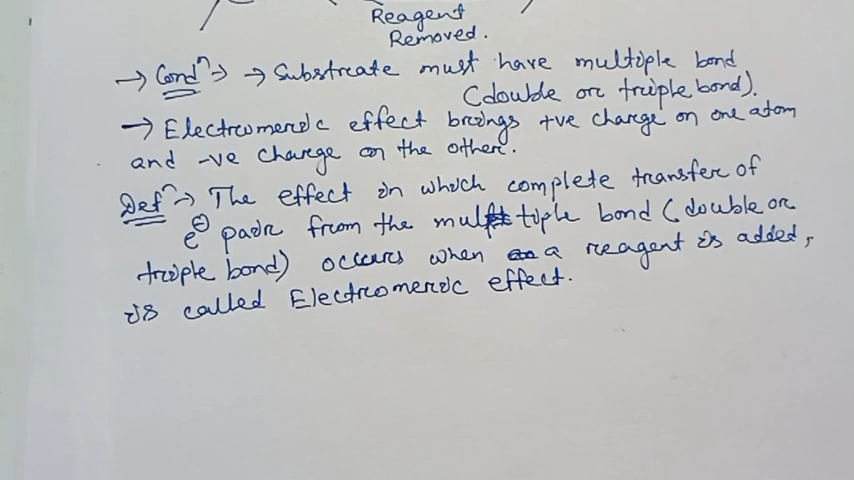 Reagent
Removed.
→ Condⁿ → → Substrate must have multiple bond
(double or triple bond).
→ Electromeric effect brings +ve charge on one atom
and -ve charge on the other.
Defⁿ → The effect in which complete transfer of
e⊖ pair from the multiple bond (double or
triple bond) occurs when a reagent is added,
is called Electromeric effect.